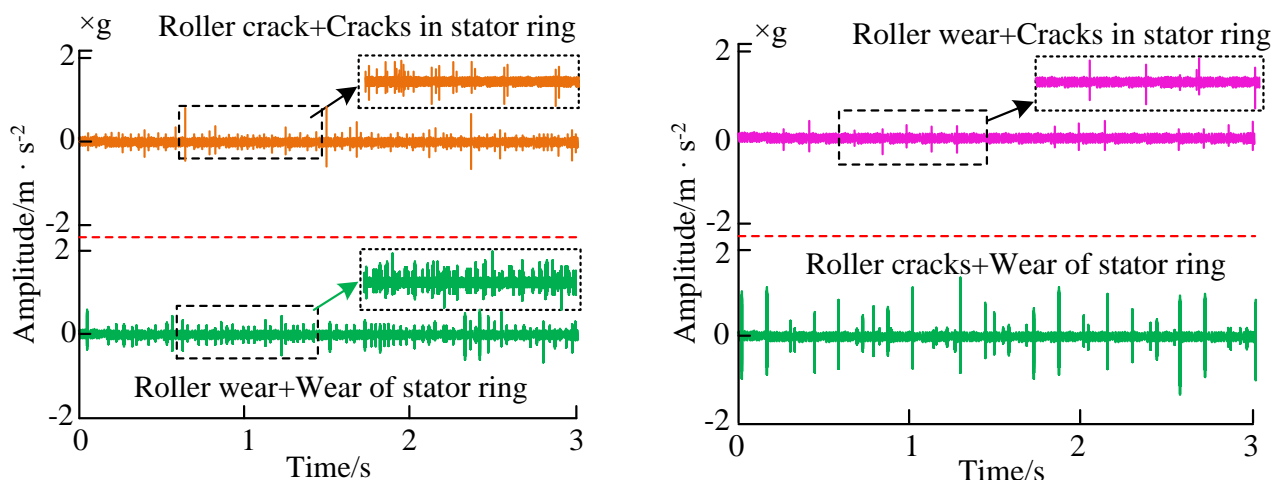 ×g
Roller crack+Cracks in stator ring
2
0
-2
2
0
-2
Amplitude/m · s-2
Roller wear+Wear of stator ring
0
1
2
3
Time/s
×g
Roller wear+Cracks in stator ring
2
0
-2
2
0
-2
Amplitude/m · s-2
Roller cracks+Wear of stator ring
0
1
2
3
Time/s